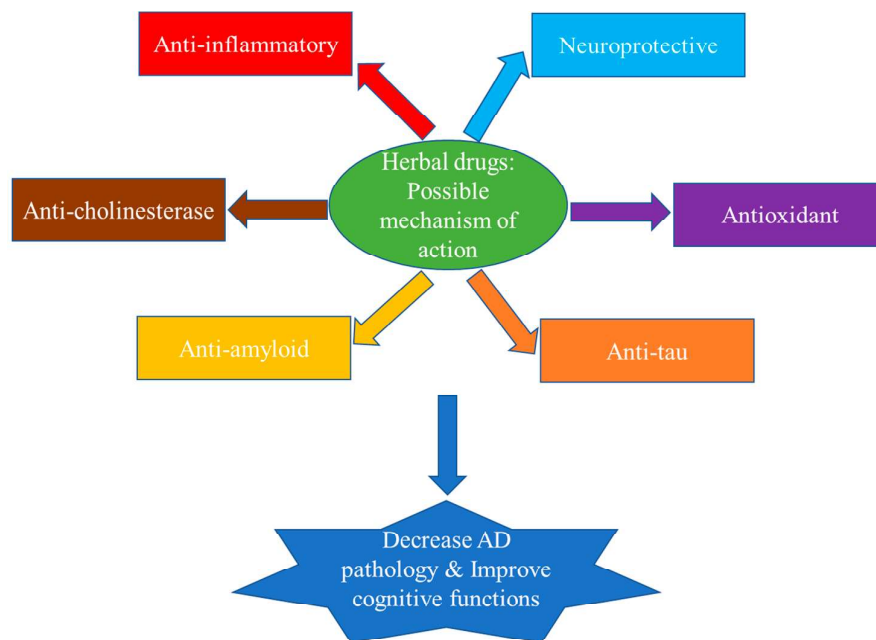 Anti-inflammatory
Neuroprotective
Herbal drugs:
Possible
mechanism of
action
Anti-cholinesterase
Antioxidant
Anti-amyloid
Anti-tau
Decrease AD
pathology & Improve
cognitive functions